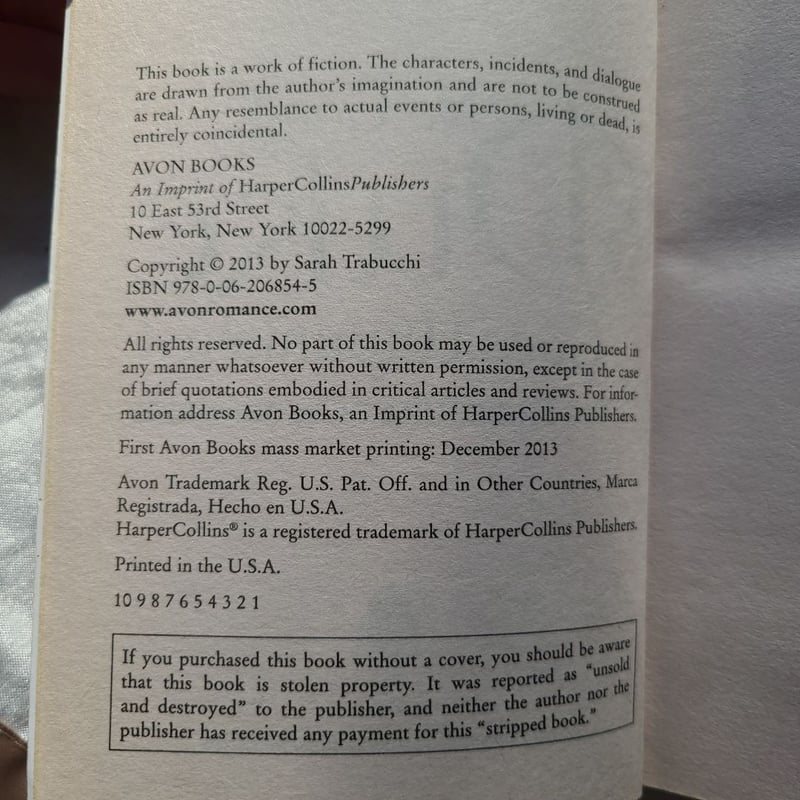 This book is a work of fiction. The characters, incidents, and dialogue
are drawn from the author's imagination and are not to be construed
as real. Any resemblance to actual events or persons, living or dead, is
entirely coincidental.
AVON BOOKS
An Imprint of HarperCollinsPublishers
10 East 53rd Street
New York, New York 10022-5299
Copyright © 2013 by Sarah Trabucchi
ISBN 978-0-06-206854-5
www.avonromance.com
All rights reserved. No part of this book may be used or reproduced in
any manner whatsoever without written permission, except in the case
of brief quotations embodied in critical articles and reviews. For infor-
mation address Avon Books, an Imprint of HarperCollins Publishers.
First Avon Books mass market printing: December 2013
Avon Trademark Reg. U.S. Pat. Off. and in Other Countries, Marca
Registrada, Hecho en U.S.A.
HarperCollins® is a registered trademark of HarperCollins Publishers.
Printed in the U.S.A.
10 9 8 7 6 5 4 3 2 1
If you purchased this book without a cover, you should be aware
that this book is stolen property. It was reported as "unsold
and destroyed" to the publisher, and neither the author nor the
publisher has received any payment for this "stripped book."